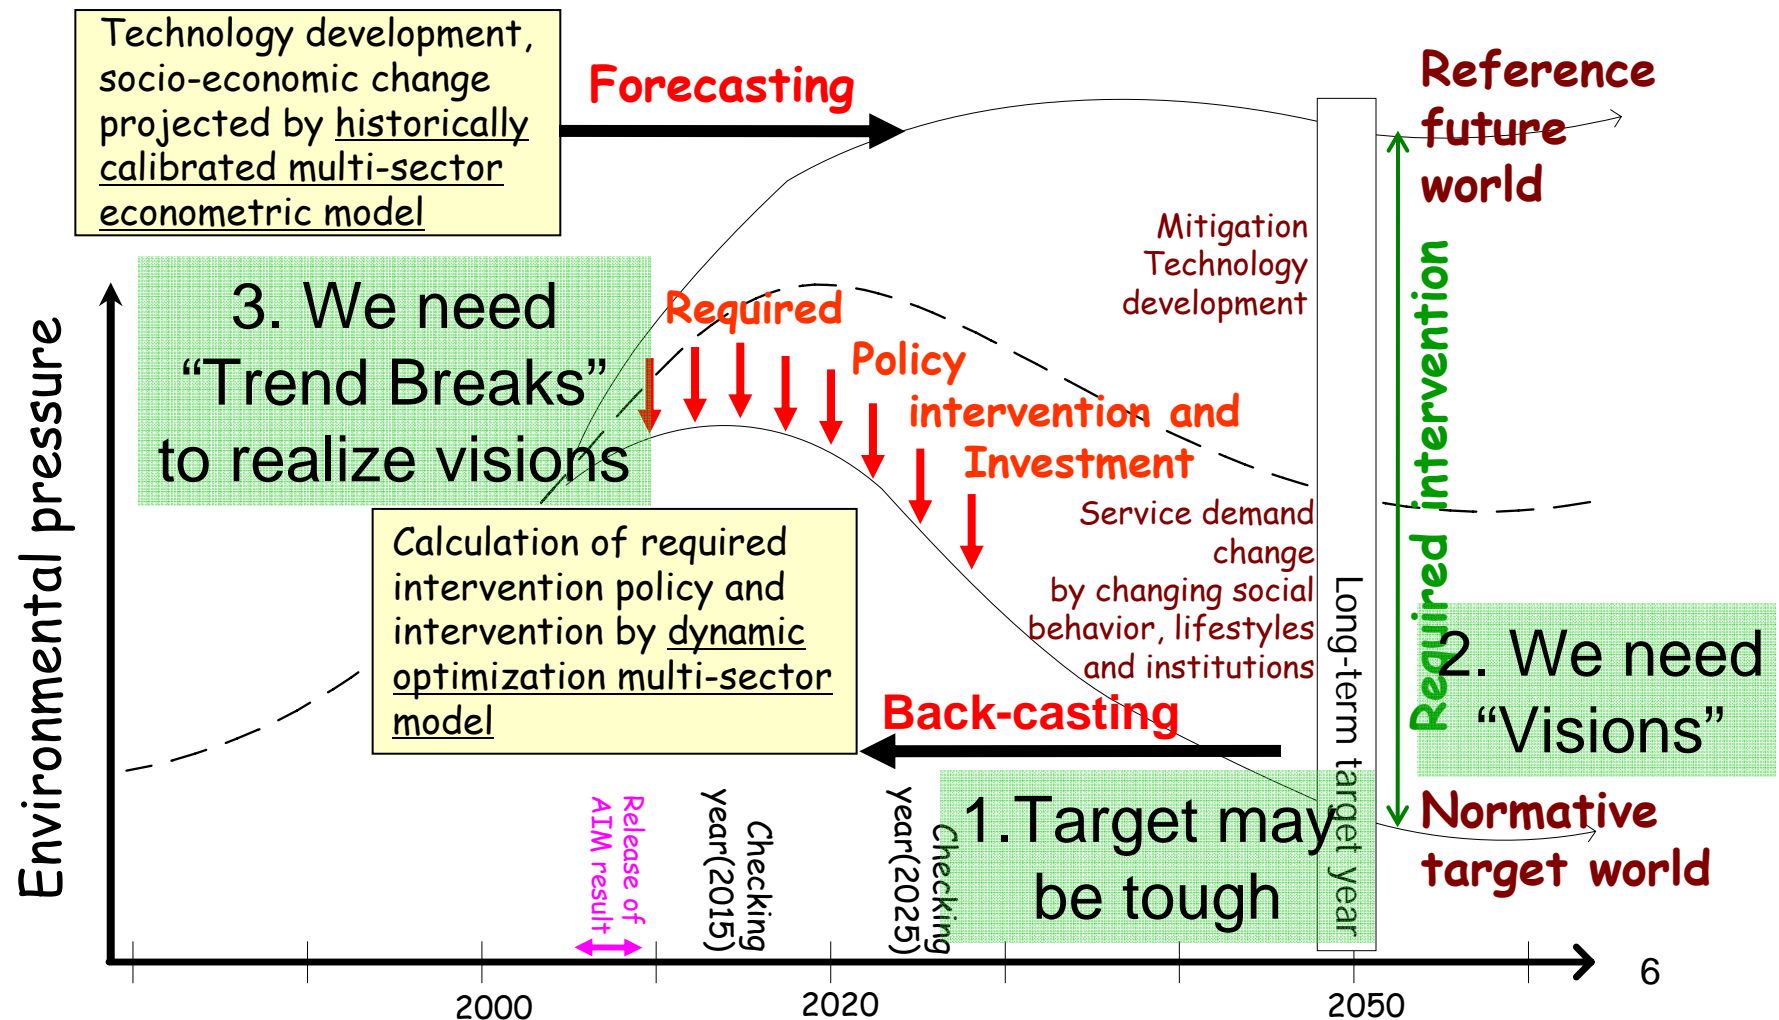 Technology development,
socio-economic change
projected by historically
calibrated multi-sector
econometric model
Forecasting
Reference
future
world
Mitigation
Technology
development
3. We need
“Trend Breaks”
to realize visions
Required
Policy
intervention and
Investment
Environmental pressure
Required intervention
Service demand
change
by changing social
behavior, lifestyles
and institutions
Calculation of required
intervention policy and
intervention by dynamic
optimization multi-sector
model
Long-term target year
2. We need
“Visions”
Back-casting
1.Target may
be tough
Normative
target world
Release of
AIM result
Checking
year(2015)
Checking
year(2025)
2000
2020
2050
6